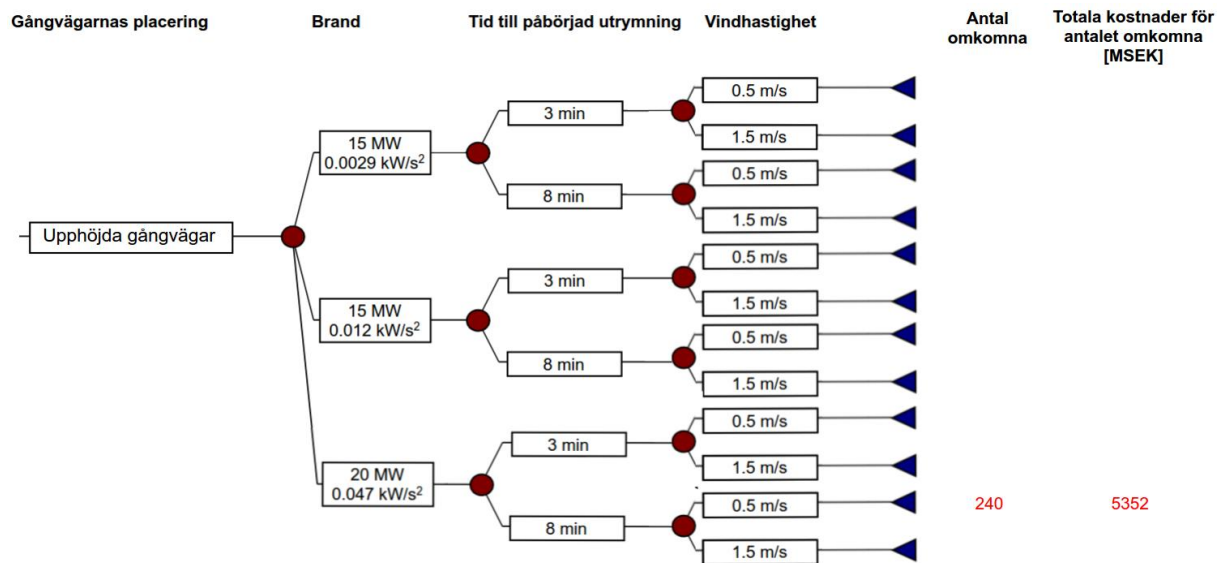 Gångvägarnas placering
Brand
Tid till påbörjad utrymning
Vindhastighet
Antal
omkomna
Totala kostnader för
antalet omkomna
[MSEK]
Upphöjda gångvägar
15 MW
0.0029 kW/s²
3 min
0.5 m/s
1.5 m/s
8 min
0.5 m/s
1.5 m/s
15 MW
0.012 kW/s²
3 min
0.5 m/s
1.5 m/s
8 min
0.5 m/s
1.5 m/s
20 MW
0.047 kW/s²
3 min
0.5 m/s
1.5 m/s
8 min
0.5 m/s
240
5352
1.5 m/s